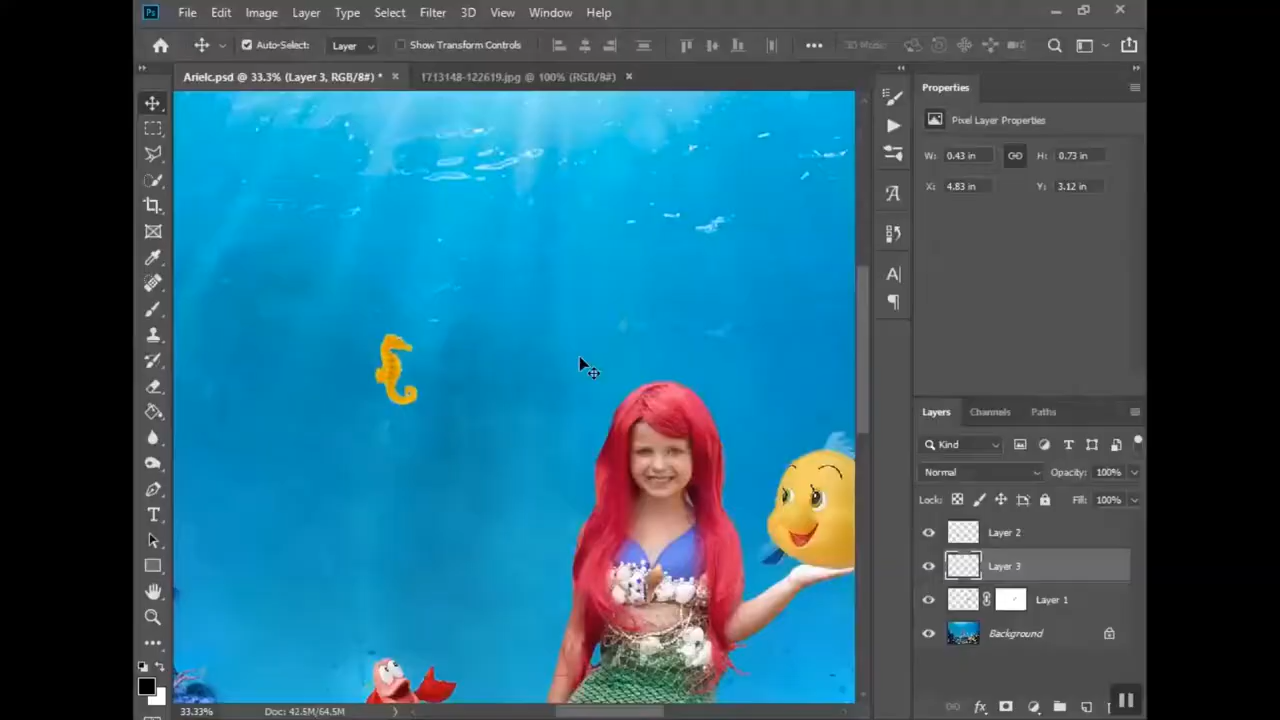 Ps File Edit Image Layer Type Select Filter 3D View Window Help
Auto-Select: Layer Show Transform Controls 3D Mode:
Arielc.psd @ 33.3% (Layer 3, RGB/8#) * × 1713148-122619.jpg @ 100% (RGB/8#) ×
Properties
Pixel Layer Properties
W: 0.43 in H: 0.73 in
X: 4.83 in Y: 3.12 in
Layers Channels Paths
Kind
Normal Opacity: 100%
Lock: Fill: 100%
Layer 2
Layer 3
Layer 1
Background
33.33% Doc: 42.5M/64.5M